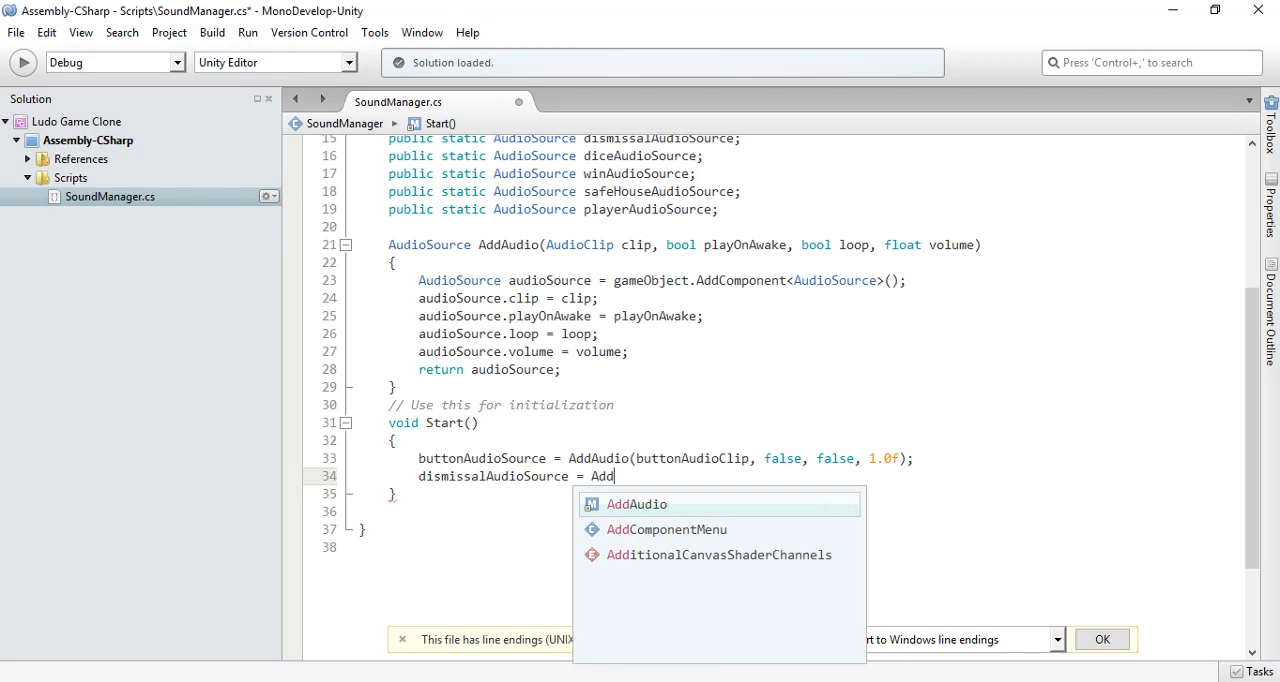 Assembly-CSharp - Scripts\SoundManager.cs* - MonoDevelop-Unity
File Edit View Search Project Build Run Version Control Tools Window Help
Debug Unity Editor Solution loaded. Press 'Control+,' to search
Solution
Ludo Game Clone
Assembly-CSharp
References
Scripts
SoundManager.cs
SoundManager.cs
SoundManager Start()
15 public static AudioSource dismissalAudioSource;
16 public static AudioSource diceAudioSource;
17 public static AudioSource winAudioSource;
18 public static AudioSource safeHouseAudioSource;
19 public static AudioSource playerAudioSource;
20
21 AudioSource AddAudio(AudioClip clip, bool playOnAwake, bool loop, float volume)
22 {
23 AudioSource audioSource = gameObject.AddComponent<AudioSource>();
24 audioSource.clip = clip;
25 audioSource.playOnAwake = playOnAwake;
26 audioSource.loop = loop;
27 audioSource.volume = volume;
28 return audioSource;
29 }
30 // Use this for initialization
31 void Start()
32 {
33 buttonAudioSource = AddAudio(buttonAudioClip, false, false, 1.0f);
34 dismissalAudioSource = Add
35 }
36
37 }
38
AddAudio
AddComponentMenu
AdditionalCanvasShaderChannels
This file has line endings (UNIX rt to Windows line endings OK
Toolbox
Properties
Document Outline
Tasks